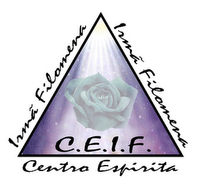 Irmã Filomena
Irmã Filomena
C.E.I.F.
Centro Espírita